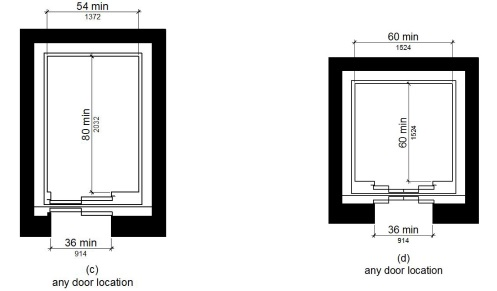 54 min
1372
80 min
2032
36 min
914
(c)
any door location
60 min
1524
60 min
1524
36 min
914
(d)
any door location